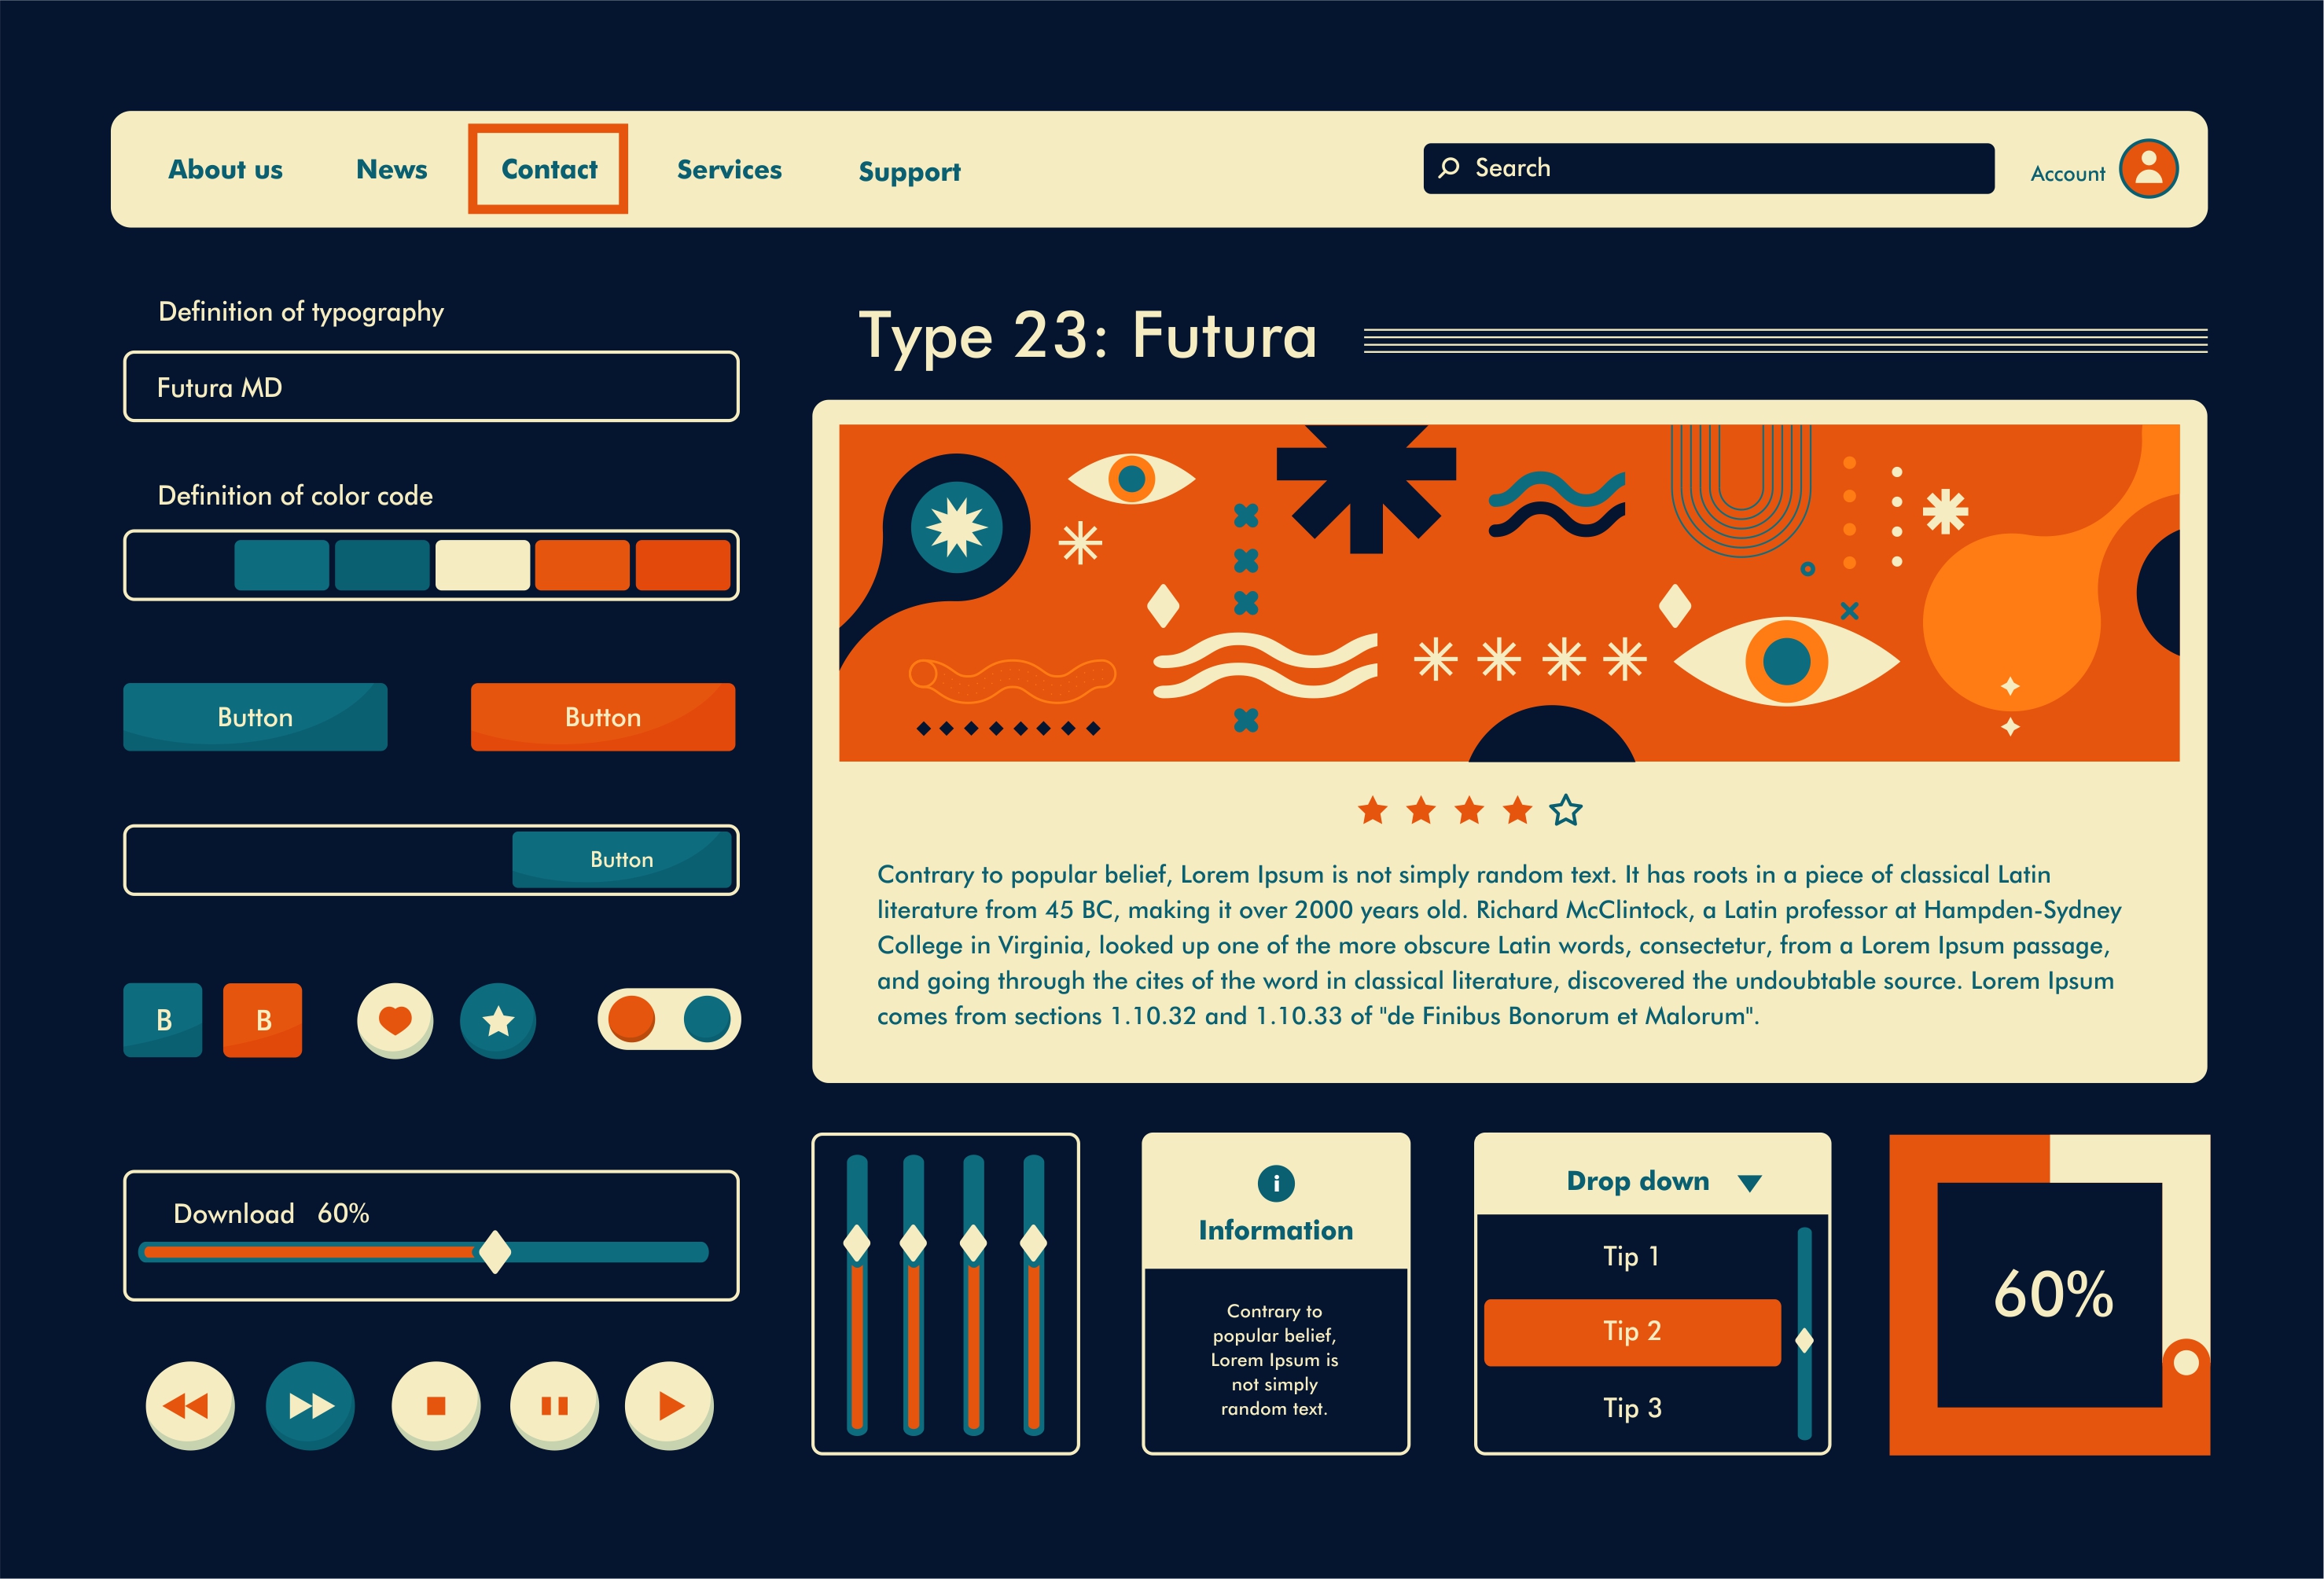 About us
News
Contact
Services
Support
Search
Account
Definition of typography
Futura MD
Definition of color code
Button
Button
Button
B
B
Download 60%
Type 23: Futura
Contrary to popular belief, Lorem Ipsum is not simply random text. It has roots in a piece of classical Latin
literature from 45 BC, making it over 2000 years old. Richard McClintock, a Latin professor at Hampden-Sydney
College in Virginia, looked up one of the more obscure Latin words, consectetur, from a Lorem Ipsum passage,
and going through the cites of the word in classical literature, discovered the undoubtable source. Lorem Ipsum
comes from sections 1.10.32 and 1.10.33 of "de Finibus Bonorum et Malorum".
i
Information
Contrary to
popular belief,
Lorem Ipsum is
not simply
random text.
Drop down
Tip 1
Tip 2
Tip 3
60%